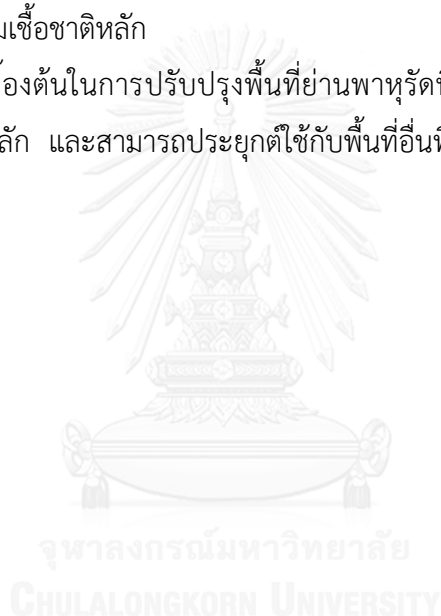 มเชื้อชาติหลัก
องต้นในการปรับปรุงพื้นที่ย่านพาหุรัด
ลัก และสามารถประยุกต์ใช้กับพื้นที่อื่น
จุฬาลงกรณ์มหาวิทยาลัย
CHULALONGKORN UNIVERSITY